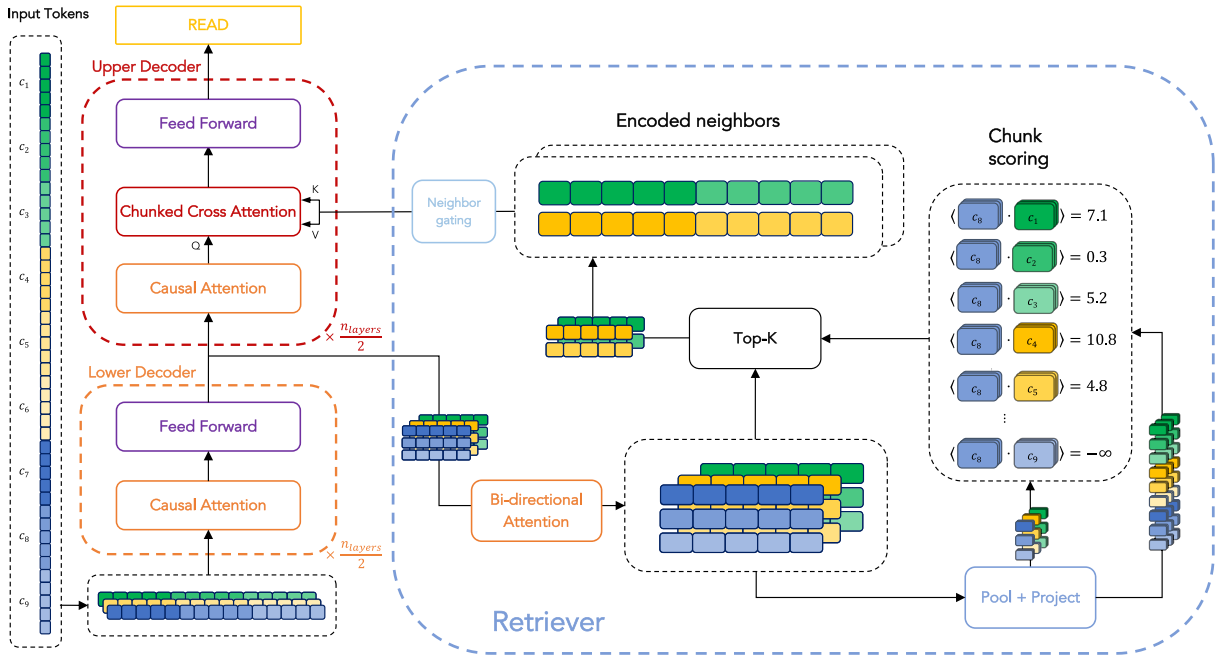 Input Tokens
c₁
c₂
c₃
c₄
c₅
c₆
c₇
c₈
c₉
READ
Upper Decoder
Feed Forward
Chunked Cross Attention
K
V
Q
Causal Attention
× n_layers / 2
Lower Decoder
Feed Forward
Causal Attention
× n_layers / 2
Retriever
Encoded neighbors
Neighbor
gating
Top-K
Bi-directional
Attention
Pool + Project
Chunk
scoring
⟨ c₈ · c₁ ⟩ = 7.1
⟨ c₈ · c₂ ⟩ = 0.3
⟨ c₈ · c₃ ⟩ = 5.2
⟨ c₈ · c₄ ⟩ = 10.8
⟨ c₈ · c₅ ⟩ = 4.8
⋮
⟨ c₈ · c₉ ⟩ = −∞